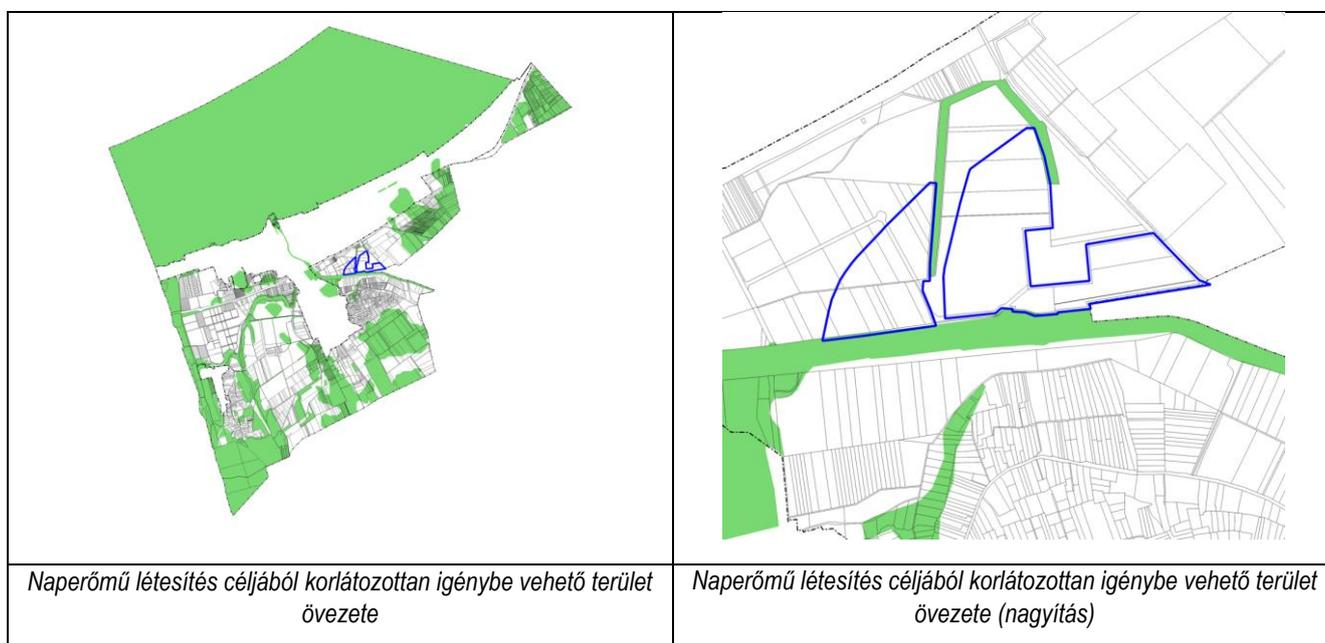 Naperőmű létesítés céljából korlátozottan igénybe vehető terület
övezete
Naperőmű létesítés céljából korlátozottan igénybe vehető terület
övezete (nagyítás)